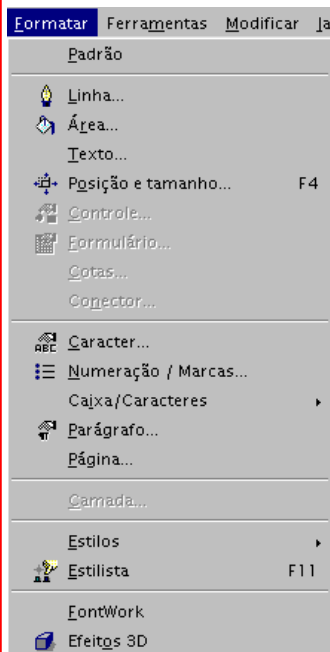 Formatar Ferramentas Modificar Ja
Padrão
Linha...
Área...
Texto...
Posição e tamanho... F4
Controle...
Formulário...
Cotas...
Conector...
ABC Caracter...
Numeração / Marcas...
Caixa/Caracteres
Parágrafo...
Página...
Camada...
Estilos
Estilista F11
FontWork
Efeitos 3D